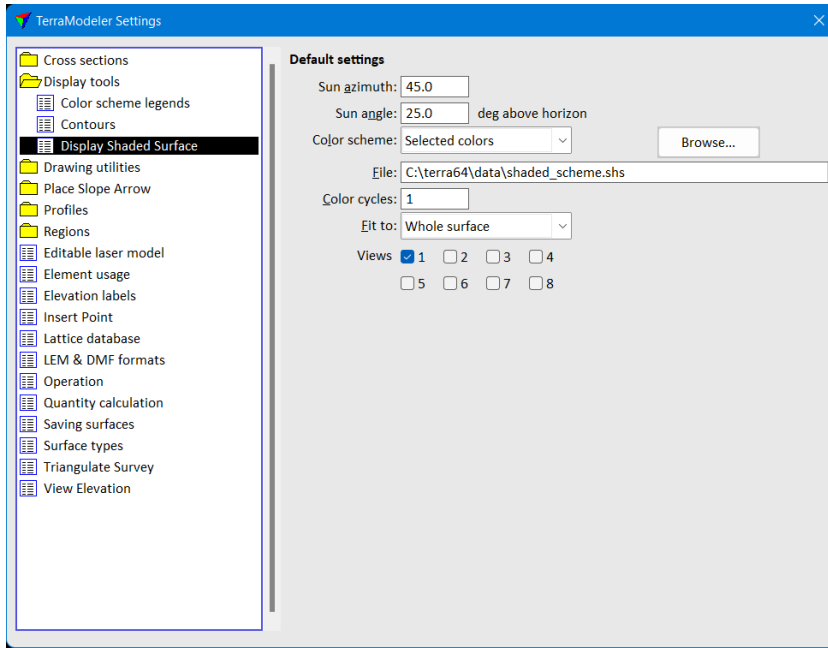 TerraModeler Settings
Cross sections
Display tools
Color scheme legends
Contours
Display Shaded Surface
Drawing utilities
Place Slope Arrow
Profiles
Regions
Editable laser model
Element usage
Elevation labels
Insert Point
Lattice database
LEM & DMF formats
Operation
Quantity calculation
Saving surfaces
Surface types
Triangulate Survey
View Elevation
Default settings
Sun azimuth: 45.0
Sun angle: 25.0 deg above horizon
Color scheme: Selected colors Browse...
File: C:\terra64\data\shaded_scheme.shs
Color cycles: 1
Fit to: Whole surface
Views 1 2 3 4
5 6 7 8